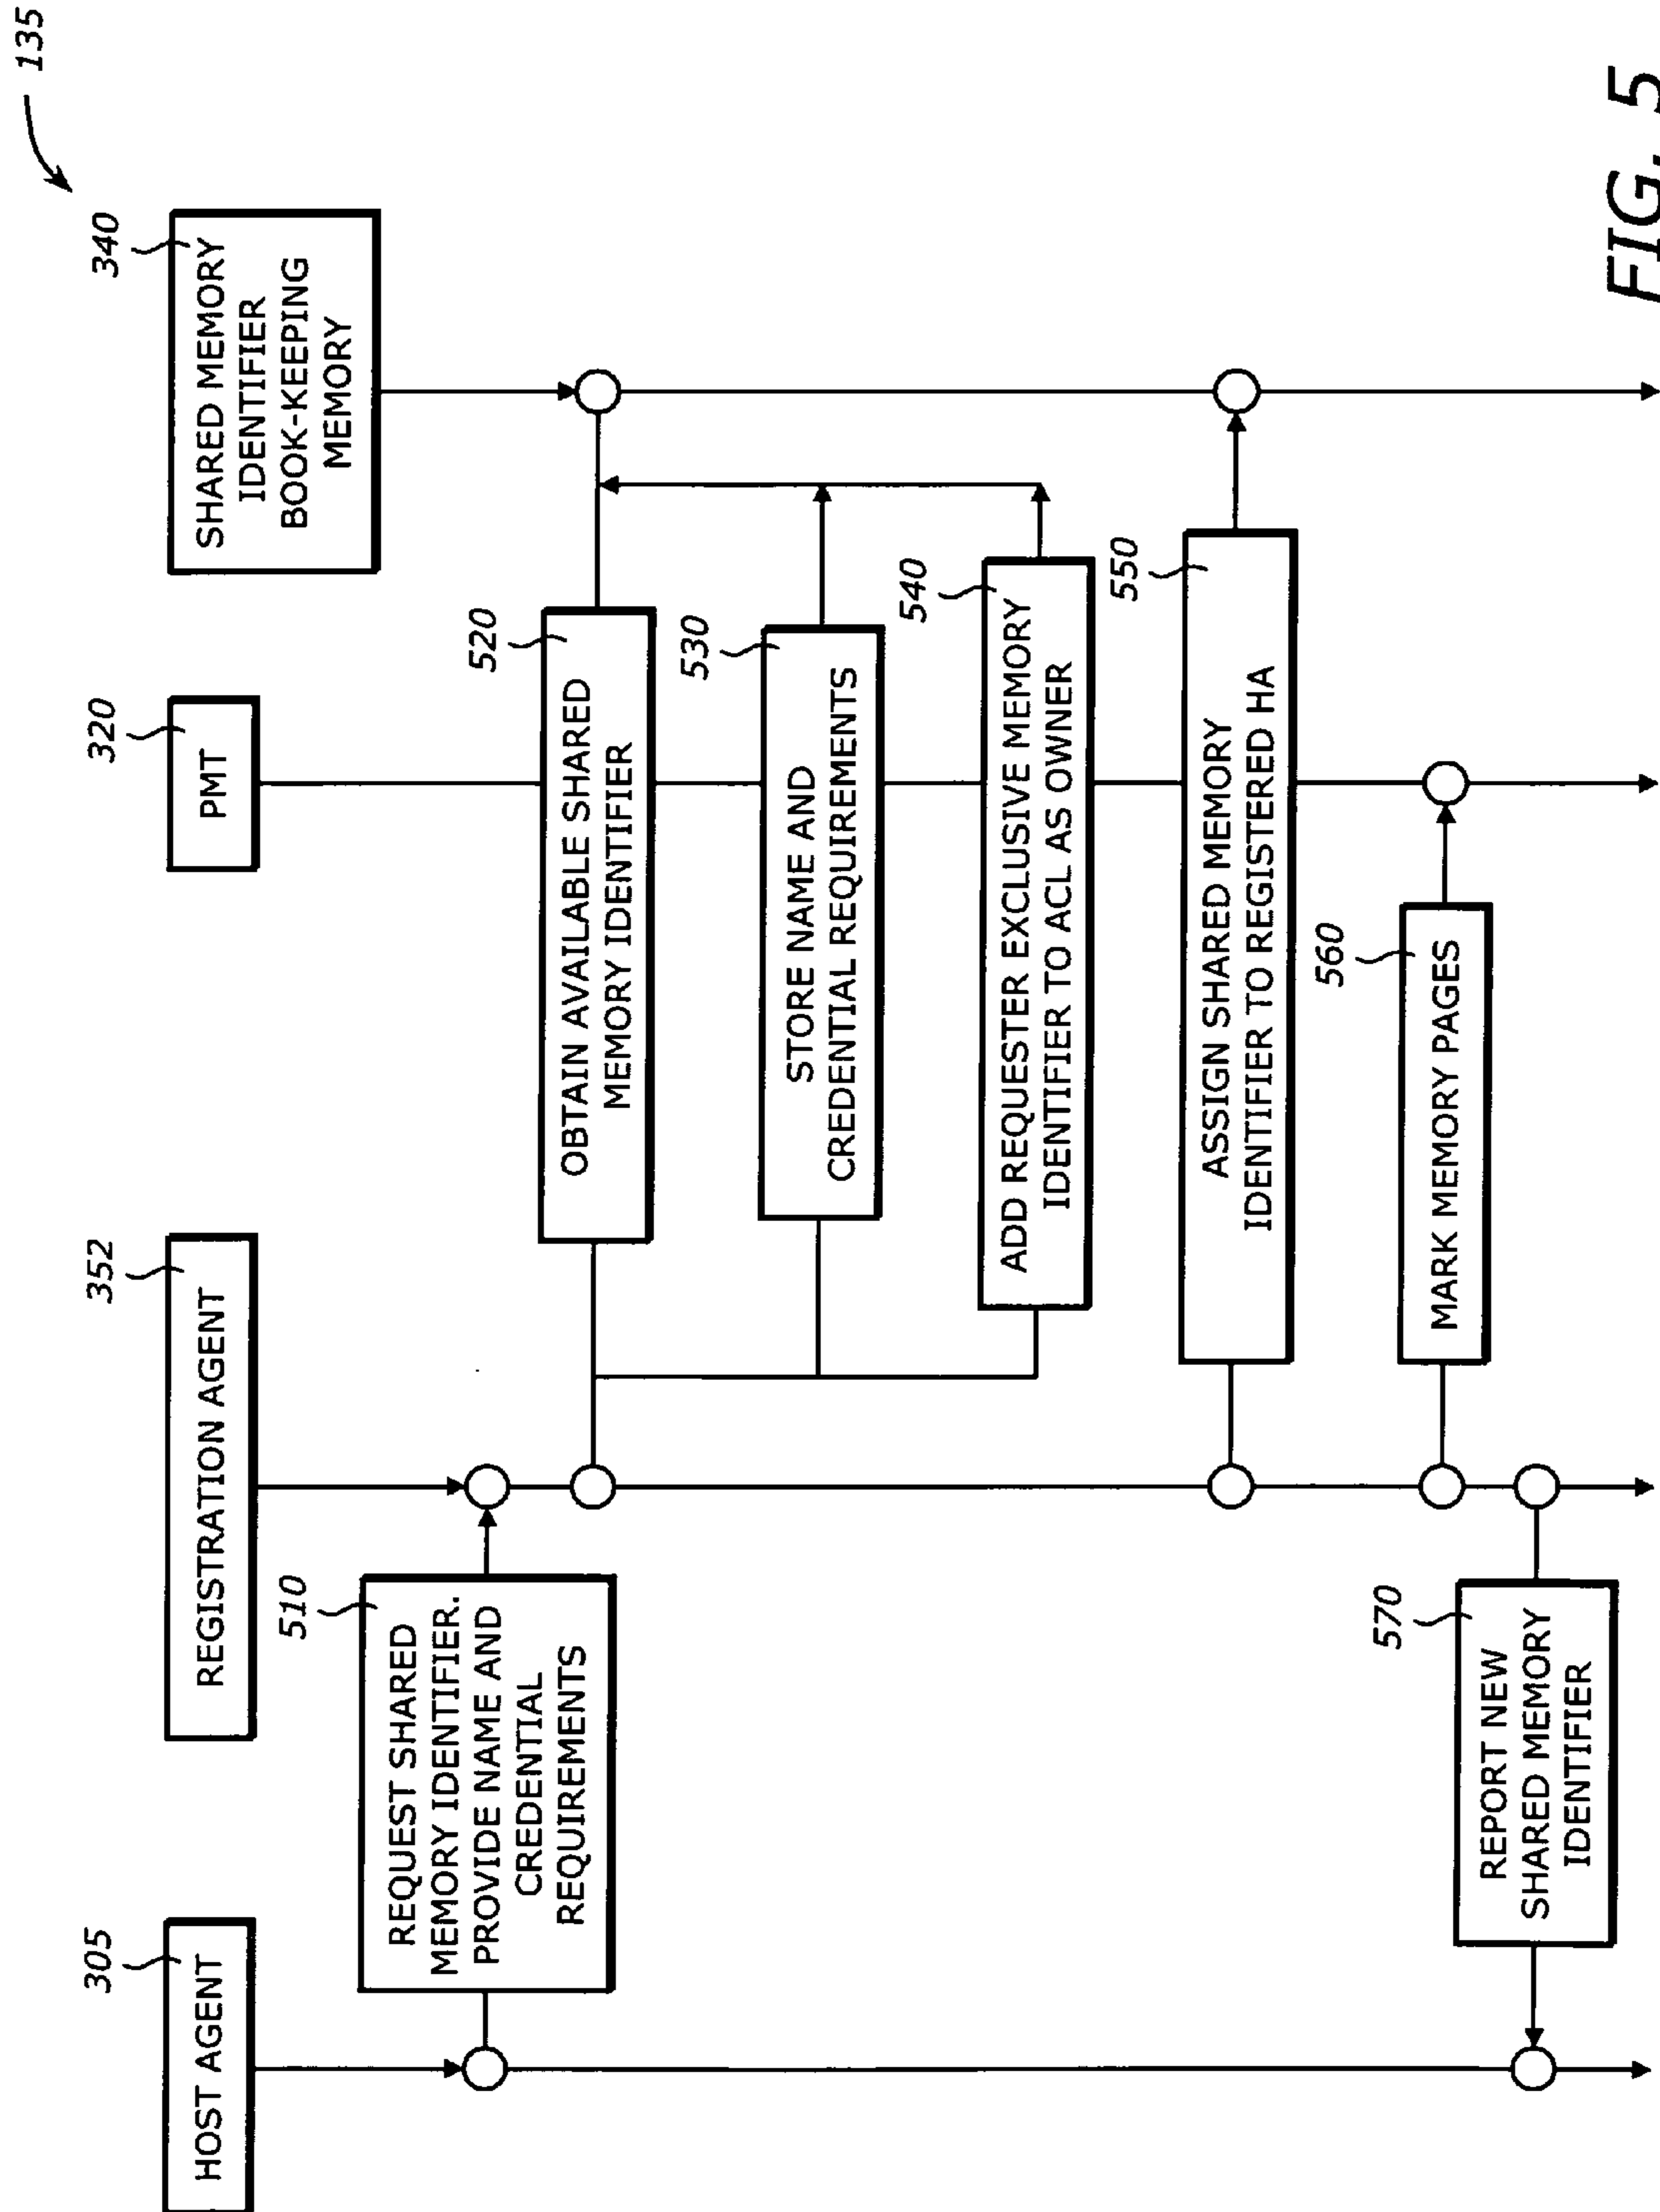 135
305
HOST AGENT
352
REGISTRATION AGENT
320
PMT
340
SHARED MEMORY
IDENTIFIER
BOOK-KEEPING
MEMORY
510
REQUEST SHARED
MEMORY IDENTIFIER.
PROVIDE NAME AND
CREDENTIAL
REQUIREMENTS
520
OBTAIN AVAILABLE SHARED
MEMORY IDENTIFIER
530
STORE NAME AND
CREDENTIAL REQUIREMENTS
540
ADD REQUESTER EXCLUSIVE MEMORY
IDENTIFIER TO ACL AS OWNER
550
ASSIGN SHARED MEMORY
IDENTIFIER TO REGISTERED HA
560
MARK MEMORY PAGES
570
REPORT NEW
SHARED MEMORY
IDENTIFIER
FIG. 5